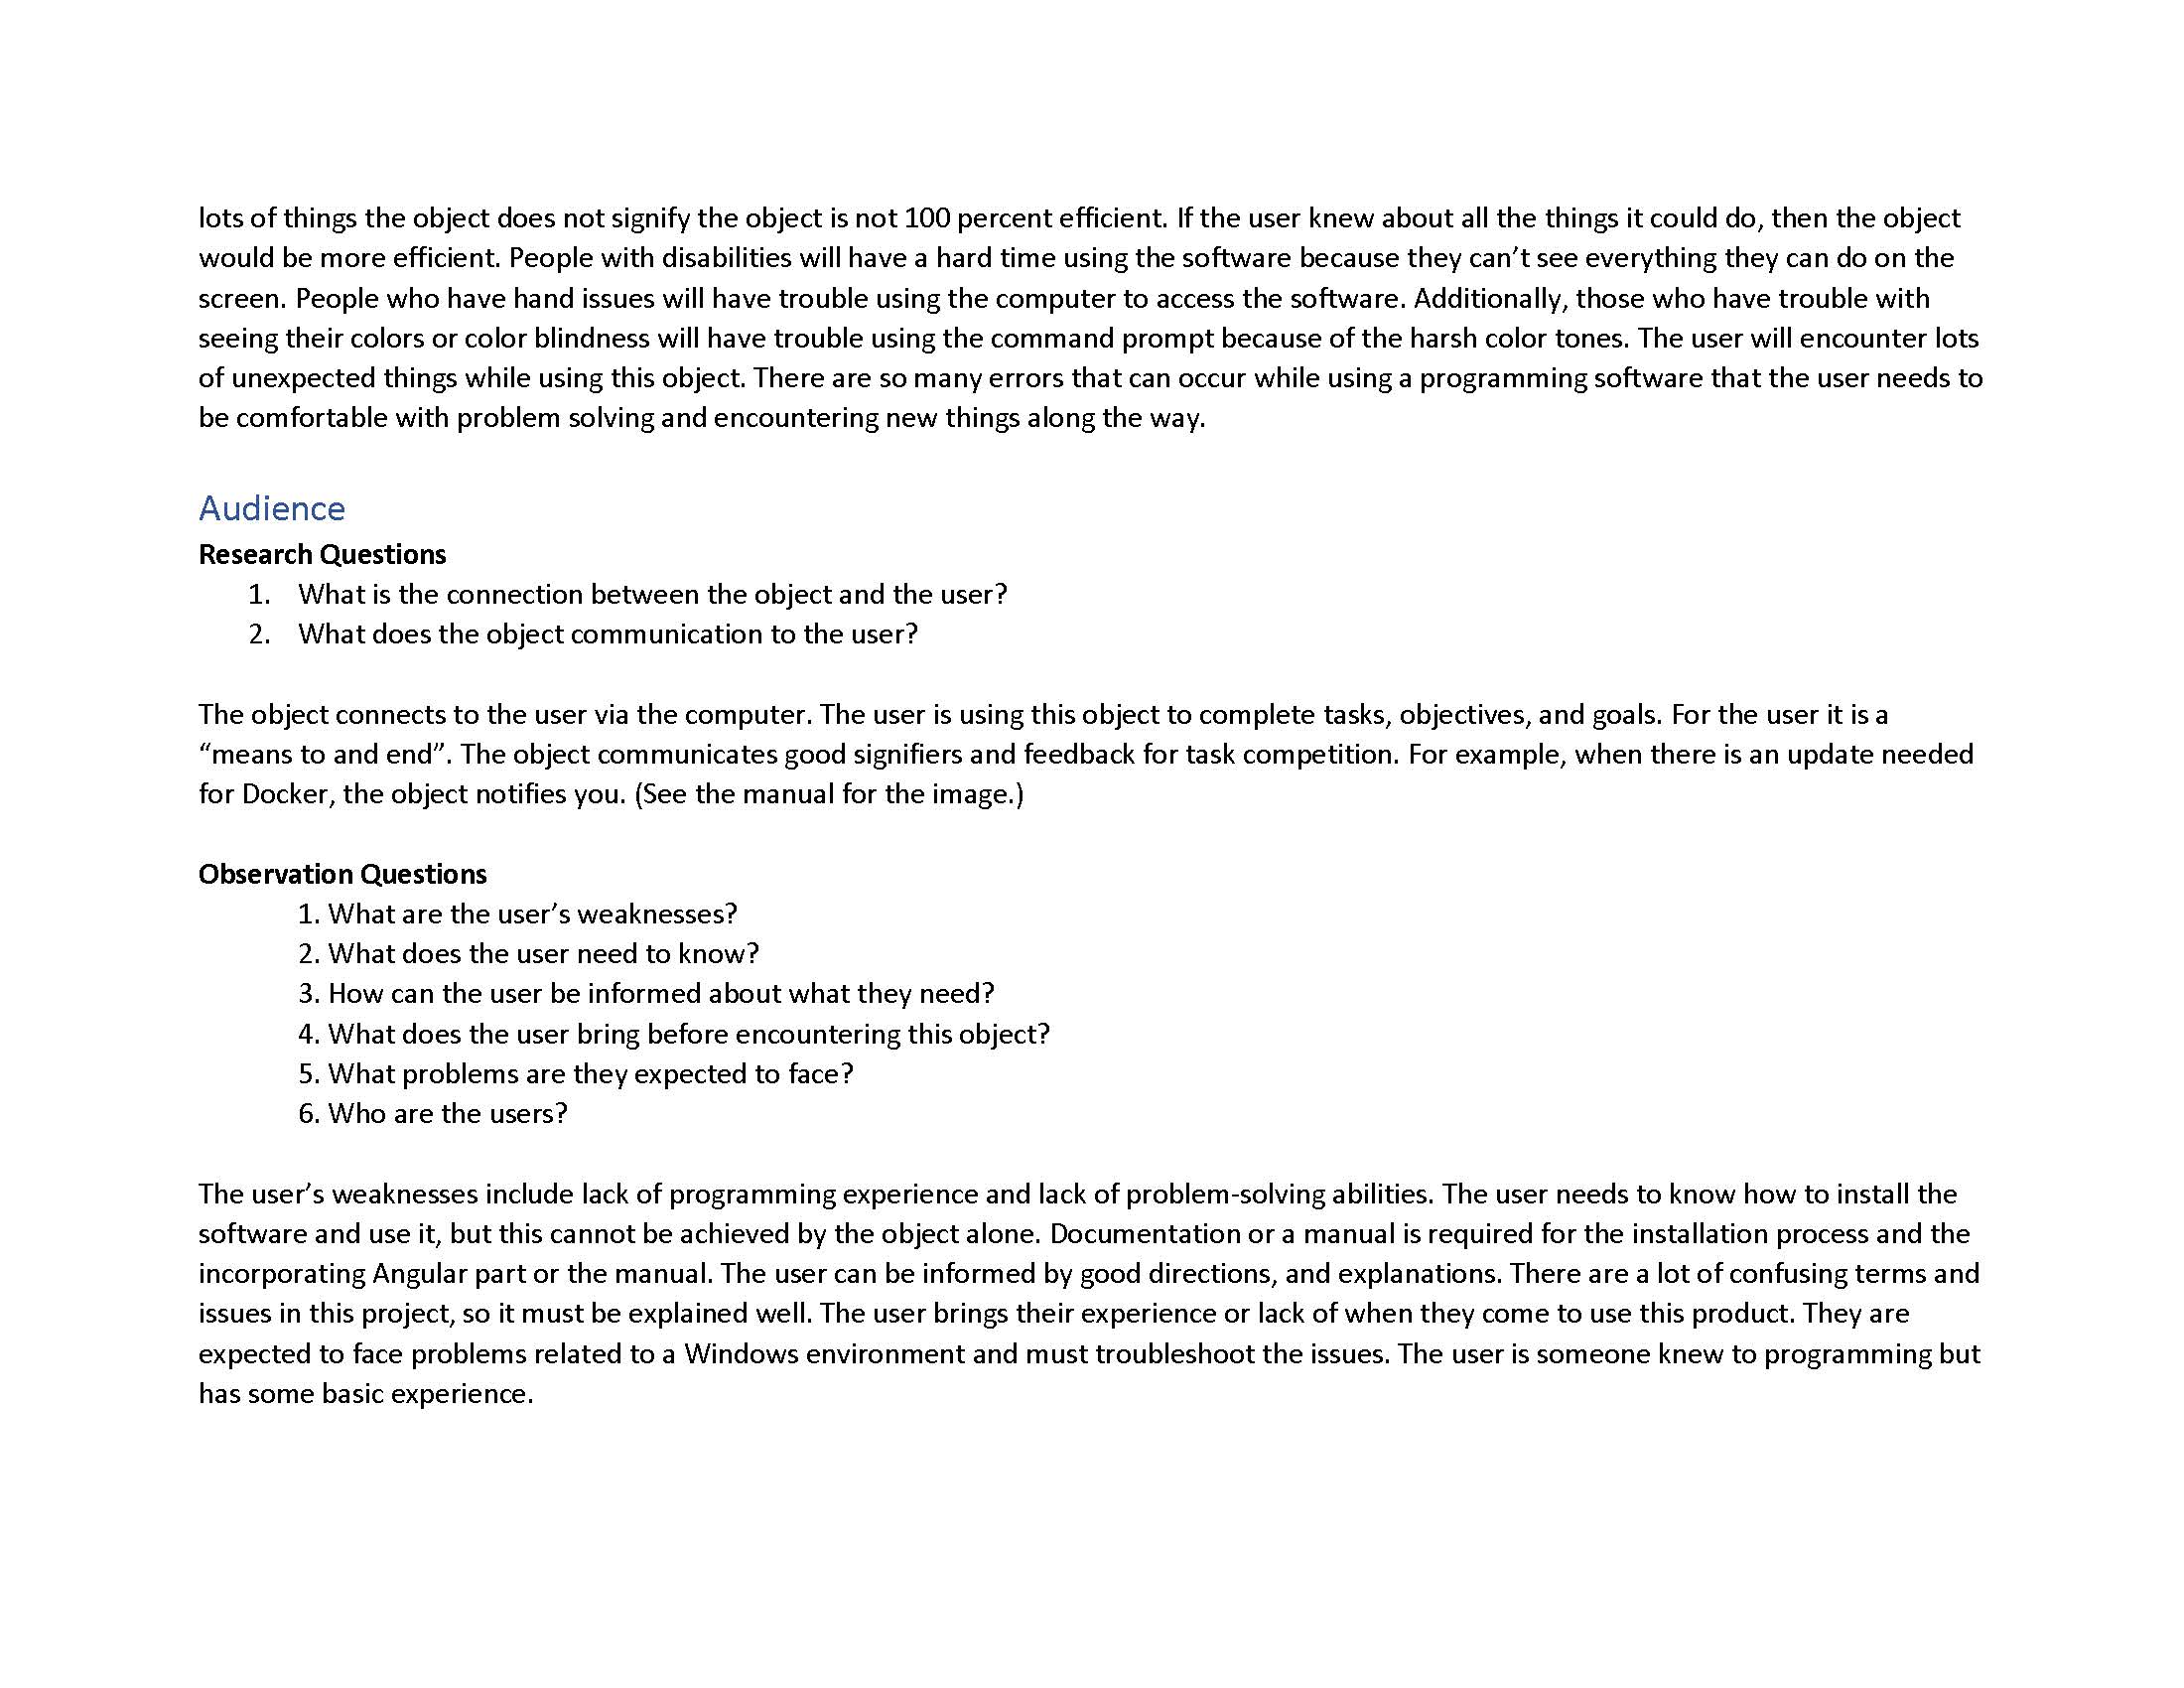 lots of things the object does not signify the object is not 100 percent efficient. If the user knew about all the things it could do, then the object
would be more efficient. People with disabilities will have a hard time using the software because they can’t see everything they can do on the
screen. People who have hand issues will have trouble using the computer to access the software. Additionally, those who have trouble with
seeing their colors or color blindness will have trouble using the command prompt because of the harsh color tones. The user will encounter lots
of unexpected things while using this object. There are so many errors that can occur while using a programming software that the user needs to
be comfortable with problem solving and encountering new things along the way.
Audience
Research Questions
1. What is the connection between the object and the user?
2. What does the object communication to the user?
The object connects to the user via the computer. The user is using this object to complete tasks, objectives, and goals. For the user it is a
“means to and end”. The object communicates good signifiers and feedback for task competition. For example, when there is an update needed
for Docker, the object notifies you. (See the manual for the image.)
Observation Questions
1. What are the user’s weaknesses?
2. What does the user need to know?
3. How can the user be informed about what they need?
4. What does the user bring before encountering this object?
5. What problems are they expected to face?
6. Who are the users?
The user’s weaknesses include lack of programming experience and lack of problem-solving abilities. The user needs to know how to install the
software and use it, but this cannot be achieved by the object alone. Documentation or a manual is required for the installation process and the
incorporating Angular part or the manual. The user can be informed by good directions, and explanations. There are a lot of confusing terms and
issues in this project, so it must be explained well. The user brings their experience or lack of when they come to use this product. They are
expected to face problems related to a Windows environment and must troubleshoot the issues. The user is someone knew to programming but
has some basic experience.